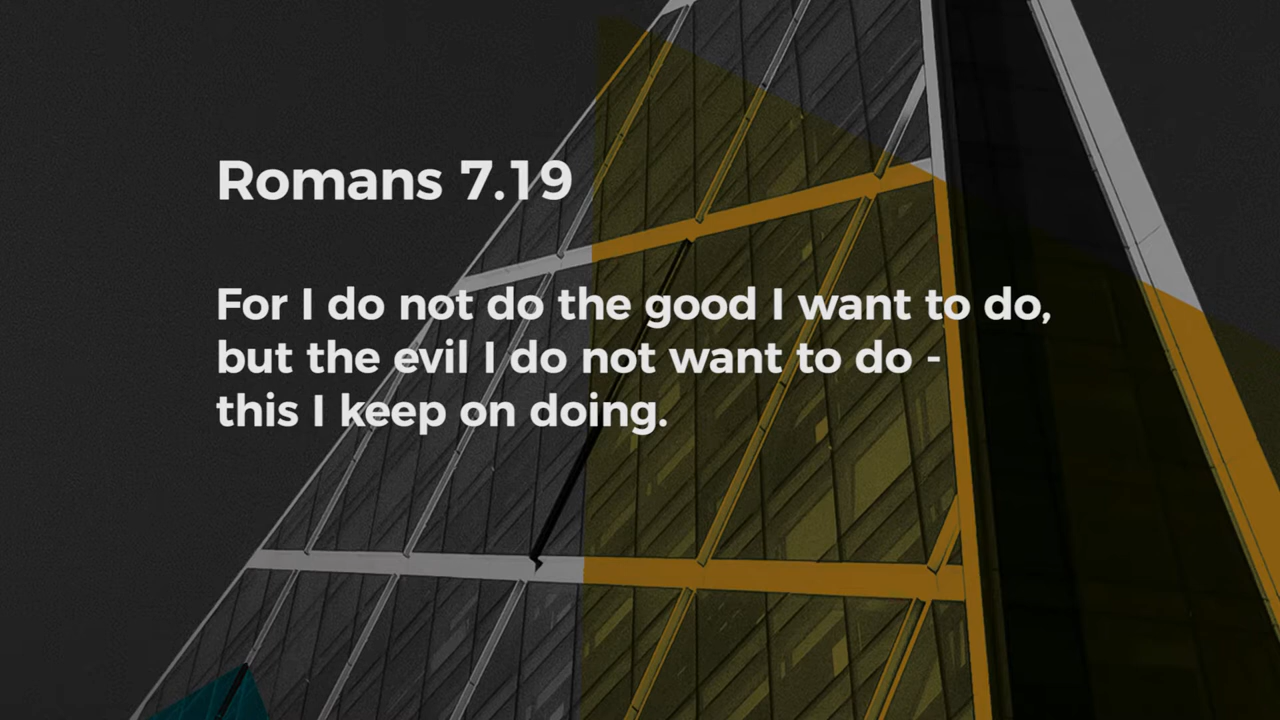 Romans 7.19
For I do not do the good I want to do,
but the evil I do not want to do -
this I keep on doing.